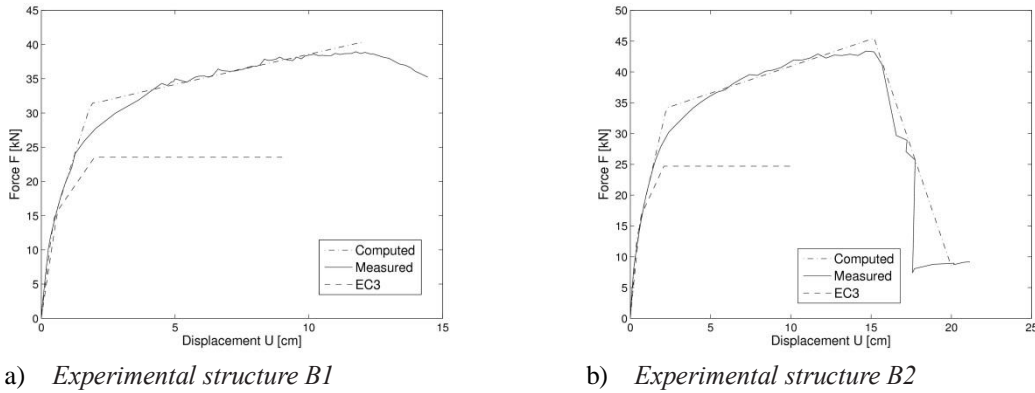 45
40
35
30
25
20
15
10
5
0
Force F [kN]
Computed
Measured
EC3
0 5 10 15
Displacement U [cm]
a) Experimental structure B1
50
45
40
35
30
25
20
15
10
5
0
Force F [kN]
Computed
Measured
EC3
0 5 10 15 20 25
Displacement U [cm]
b) Experimental structure B2